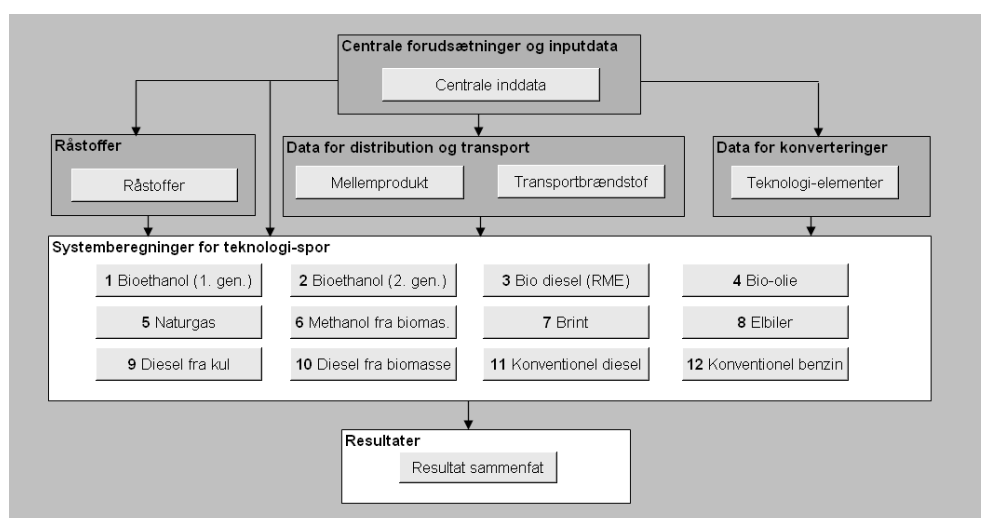 Centrale forudsætninger og inputdata
Centrale inddata
Råstoffer
Råstoffer
Data for distribution og transport
Mellemprodukt
Transportbrændstof
Data for konverteringer
Teknologi-elementer
Systemberegninger for teknologi-spor
1 Bioethanol (1. gen.)
2 Bioethanol (2. gen.)
3 Bio diesel (RME)
4 Bio-olie
5 Naturgas
6 Methanol fra biomas.
7 Brint
8 Elbiler
9 Diesel fra kul
10 Diesel fra biomasse
11 Konventionel diesel
12 Konventionel benzin
Resultater
Resultat sammenfat